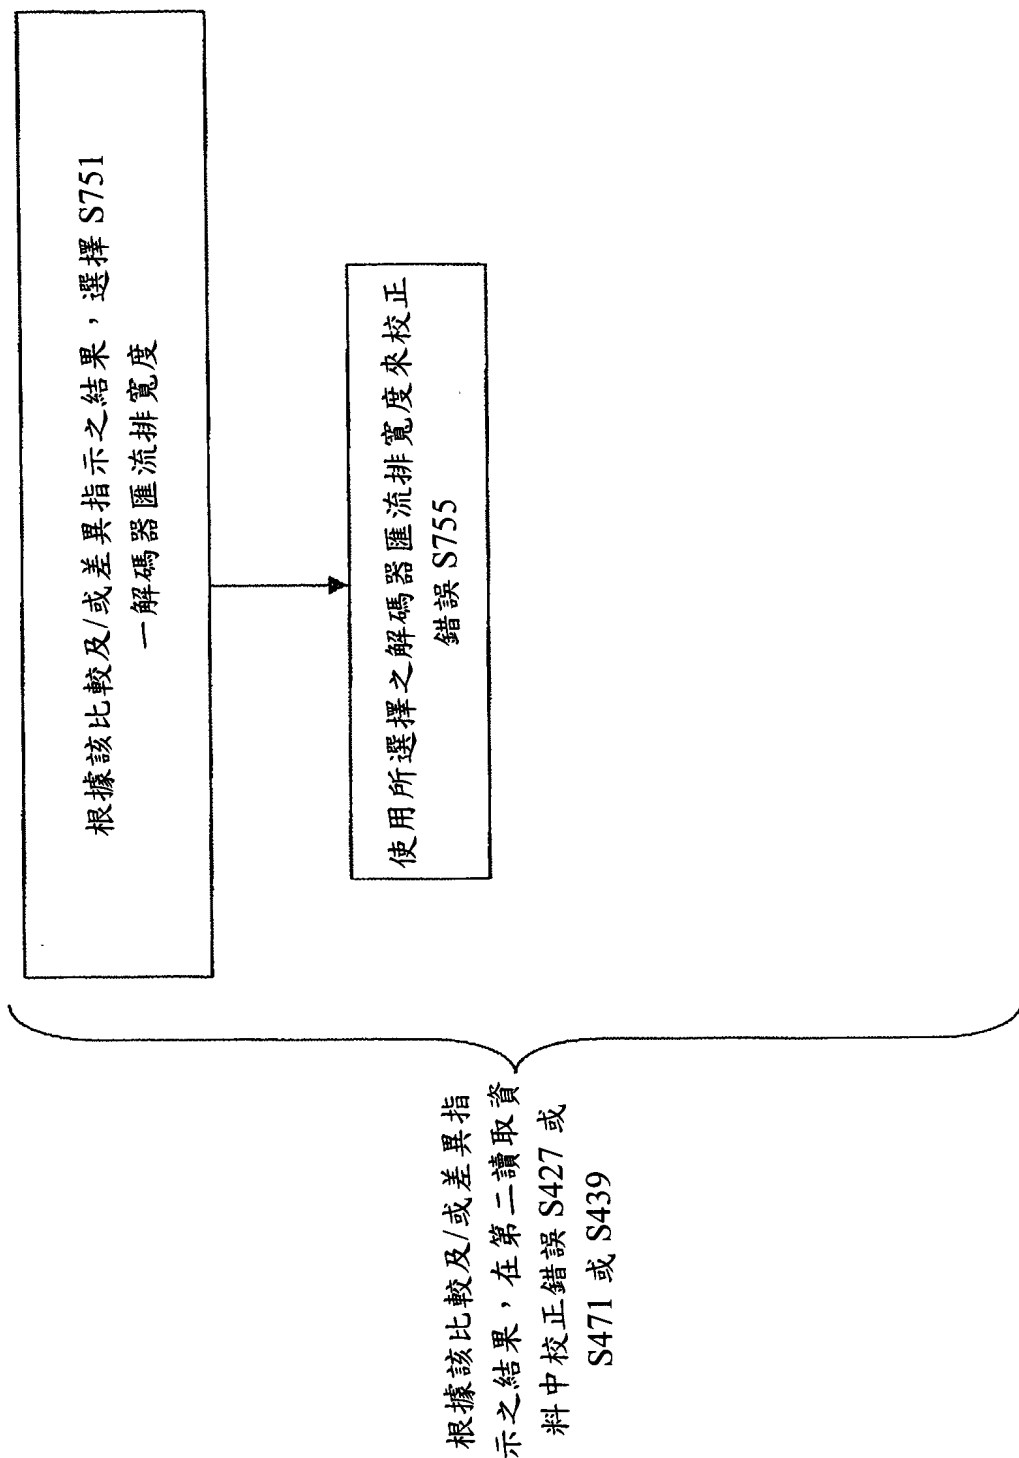 根據該比較及/或差異指示之結果，選擇 S751
一解碼器匯流排寬度
使用所選擇之解碼器匯流排寬度來校正
錯誤 S755
根據該比較及/或差異指
示之結果，在第二讀取資
料中校正錯誤 S427 或
S471 或 S439